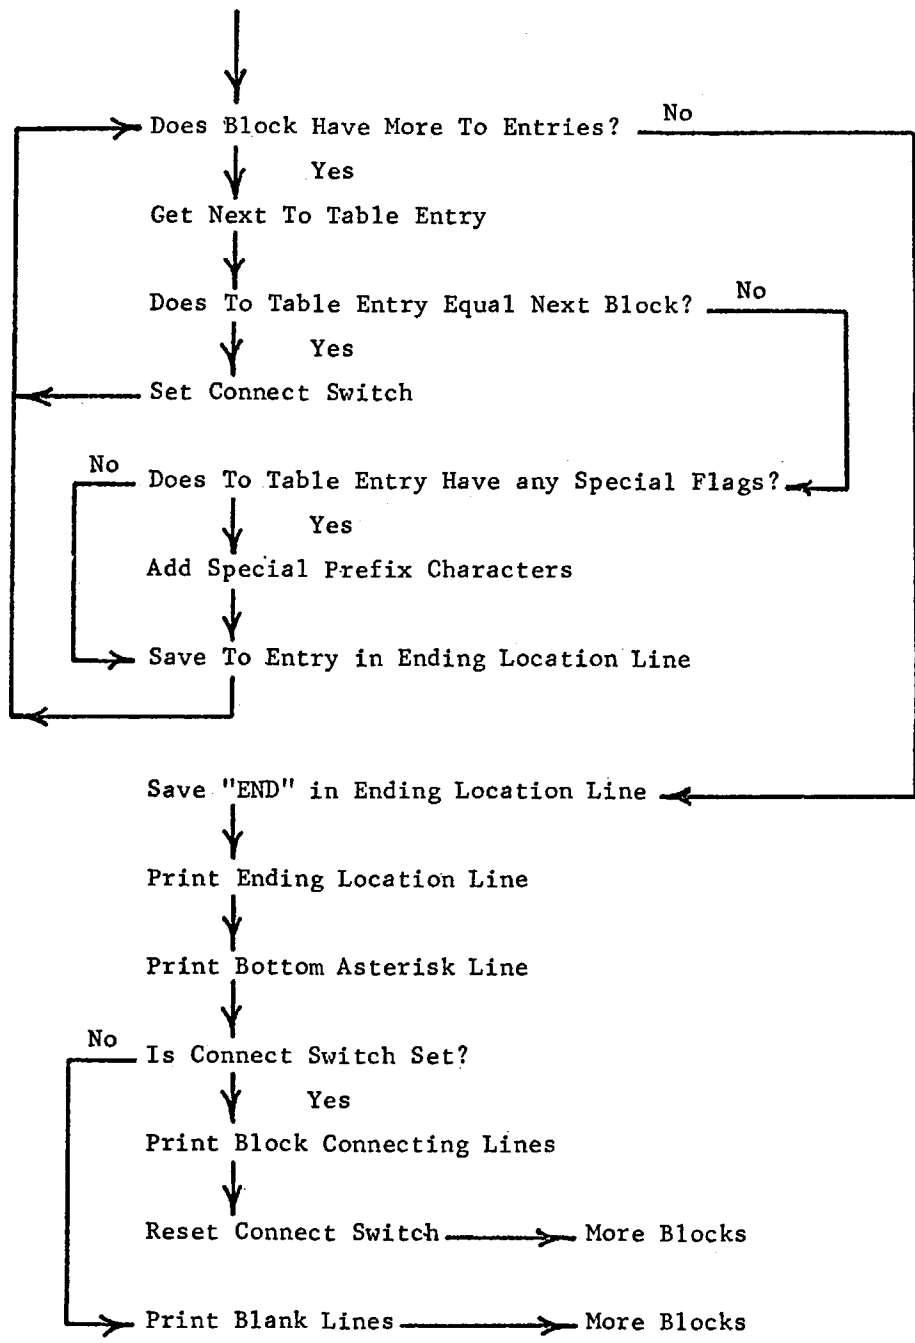 Does Block Have More To Entries? No
Yes
Get Next To Table Entry
Does To Table Entry Equal Next Block? No
Yes
Set Connect Switch
No Does To Table Entry Have any Special Flags?
Yes
Add Special Prefix Characters
Save To Entry in Ending Location Line
Save "END" in Ending Location Line
Print Ending Location Line
Print Bottom Asterisk Line
No Is Connect Switch Set?
Yes
Print Block Connecting Lines
Reset Connect Switch More Blocks
Print Blank Lines More Blocks